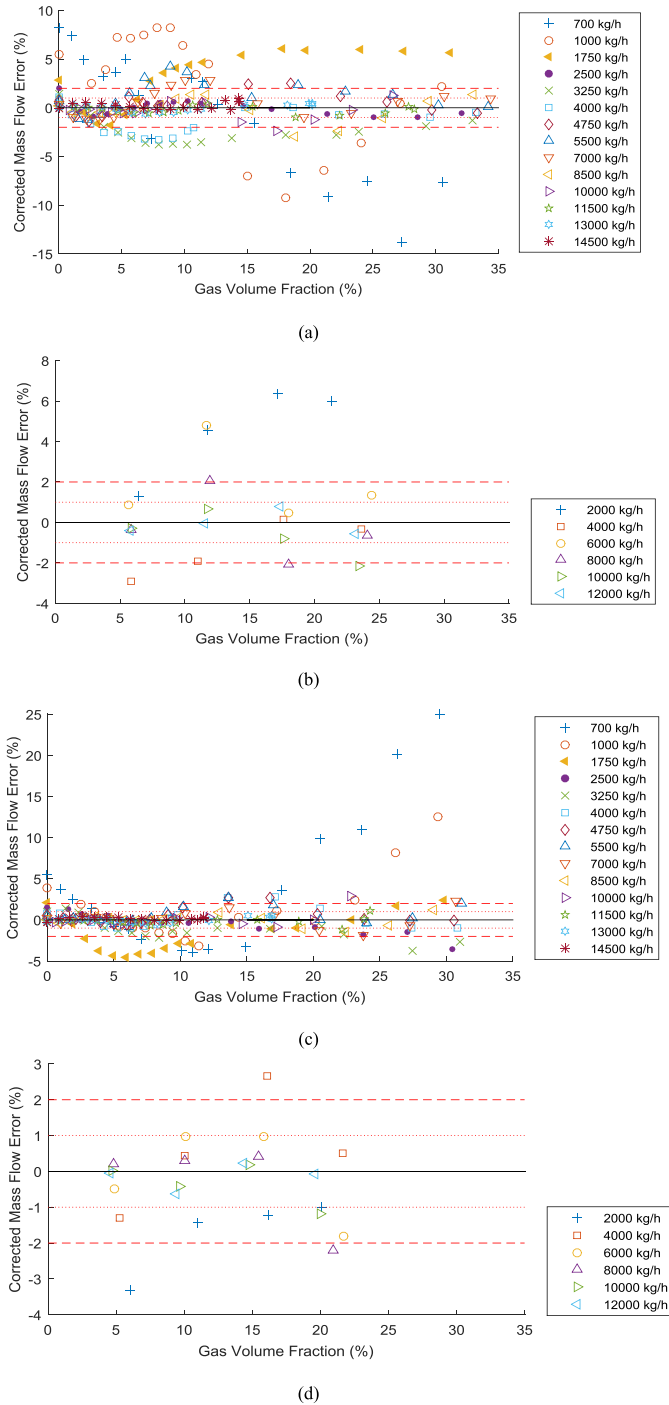 10
5
0
-5
-10
-15
Corrected Mass Flow Error (%)
0
5
10
15
20
25
30
35
Gas Volume Fraction (%)
700 kg/h
1000 kg/h
1750 kg/h
2500 kg/h
3250 kg/h
4000 kg/h
4750 kg/h
5500 kg/h
7000 kg/h
8500 kg/h
10000 kg/h
11500 kg/h
13000 kg/h
14500 kg/h
(a)
8
6
4
2
0
-2
-4
Corrected Mass Flow Error (%)
0
5
10
15
20
25
30
35
Gas Volume Fraction (%)
2000 kg/h
4000 kg/h
6000 kg/h
8000 kg/h
10000 kg/h
12000 kg/h
(b)
25
20
15
10
5
0
-5
Corrected Mass Flow Error (%)
0
5
10
15
20
25
30
35
Gas Volume Fraction (%)
700 kg/h
1000 kg/h
1750 kg/h
2500 kg/h
3250 kg/h
4000 kg/h
4750 kg/h
5500 kg/h
7000 kg/h
8500 kg/h
10000 kg/h
11500 kg/h
13000 kg/h
14500 kg/h
(c)
3
2
1
0
-1
-2
-3
-4
Corrected Mass Flow Error (%)
0
5
10
15
20
25
30
35
Gas Volume Fraction (%)
2000 kg/h
4000 kg/h
6000 kg/h
8000 kg/h
10000 kg/h
12000 kg/h
(d)